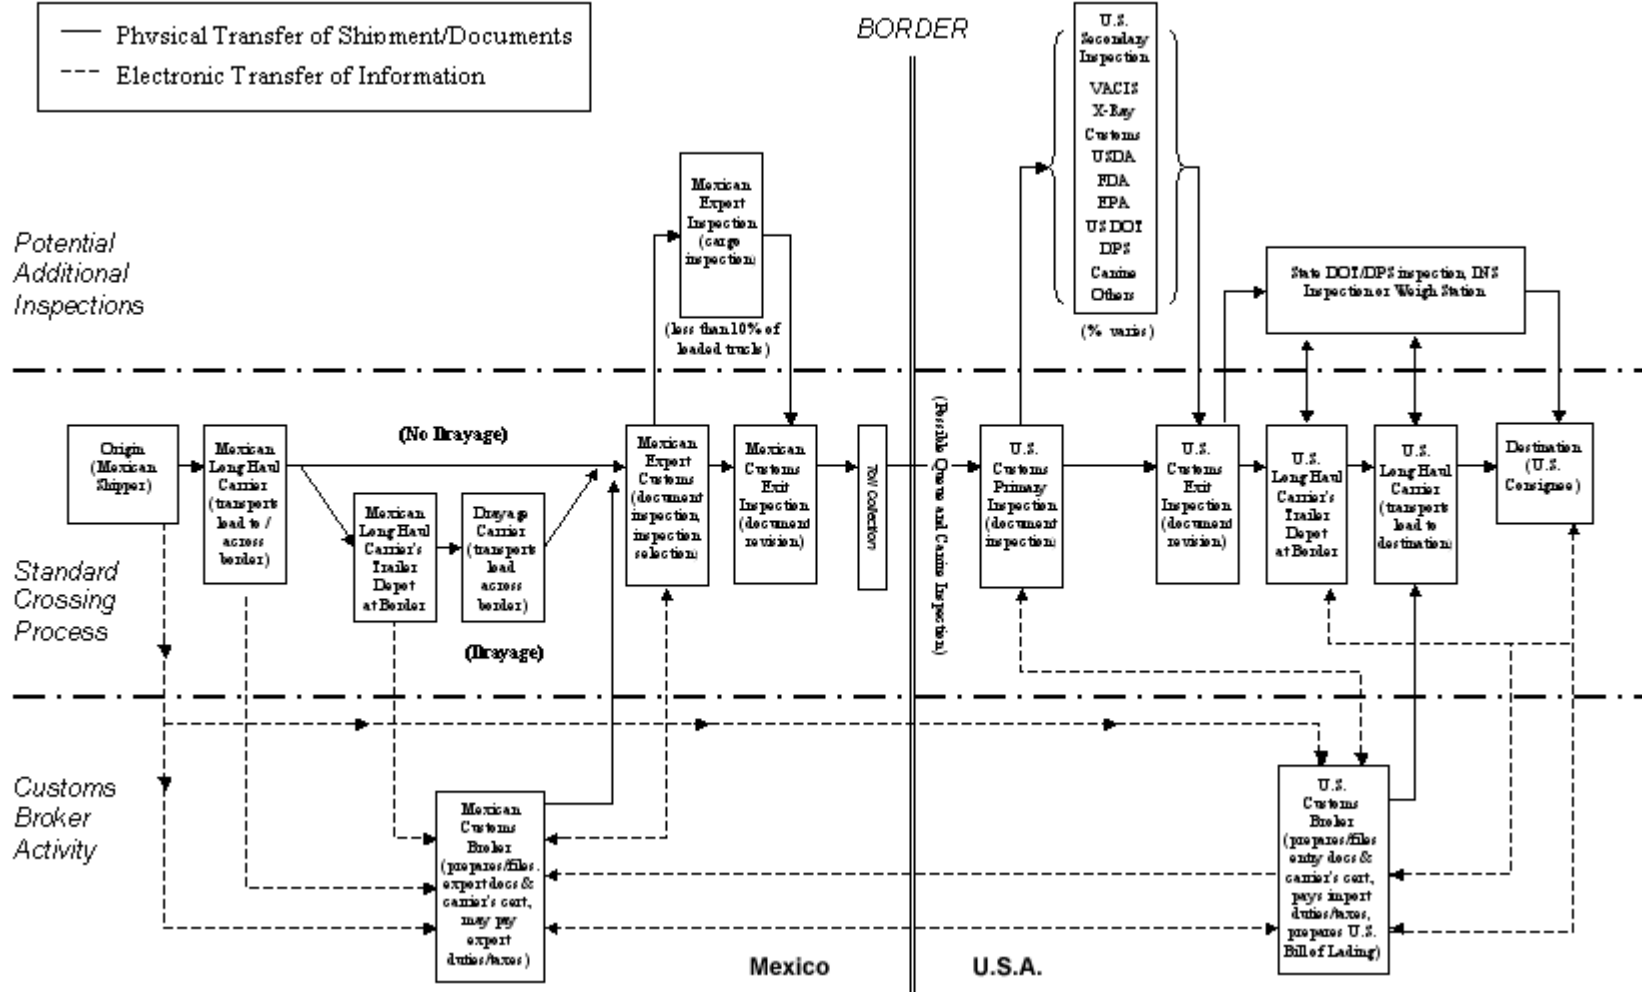 Physical Transfer of Shipment/Documents
Electronic Transfer of Information
BORDER
Potential
Additional
Inspections
Mexican
Export
Inspection
(cargo
inspection)
(less than 10% of
loaded trucks)
U.S.
Secondary
Inspection
VACIS
X-Ray
Customs
USDA
FDA
EPA
USDOT
DPS
Canine
Others
(% varies)
State DOT/DPS inspection, INS
Inspection or Weigh Station
Standard
Crossing
Process
Origin
(Mexican
Shipper)
Mexican
Long Haul
Carrier
(transports
load to /
across
border)
(No Drayage)
Mexican
Long Haul
Carrier's
Trailer
Depot
at Border
Drayage
Carrier
(transports
load
across
border)
(Drayage)
Mexican
Export
Customs
(document
inspection,
inspection
selection)
Mexican
Customs
Exit
Inspection
(document
revision)
Toll Collection
(Possible Queue and Canine Inspection)
U.S.
Customs
Primary
Inspection
(document
inspection)
U.S.
Customs
Exit
Inspection
(document
revision)
U.S.
Long Haul
Carrier's
Trailer
Depot
at Border
U.S.
Long Haul
Carrier
(transports
load to
destination)
Destination
(U.S.
Consignee)
Customs
Broker
Activity
Mexican
Customs
Broker
(prepares/files.
export docs &
carrier's cert,
may pay
export
duties/taxes)
U.S.
Customs
Broker
(prepares/files
entry docs &
carrier's cert,
pays import
duties/taxes,
prepares U.S.
Bill of Lading)
Mexico
U.S.A.